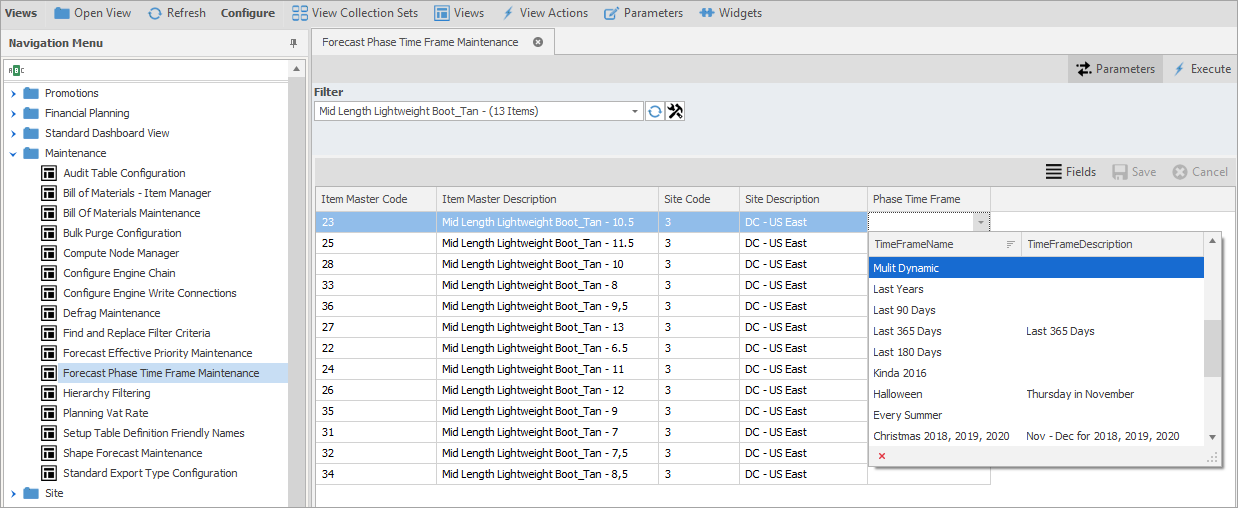 Views Open View Refresh Configure View Collection Sets Views View Actions Parameters Widgets
Navigation Menu
Forecast Phase Time Frame Maintenance
ABC
Promotions
Financial Planning
Standard Dashboard View
Maintenance
Audit Table Configuration
Bill of Materials - Item Manager
Bill Of Materials Maintenance
Bulk Purge Configuration
Compute Node Manager
Configure Engine Chain
Configure Engine Write Connections
Defrag Maintenance
Find and Replace Filter Criteria
Forecast Effective Priority Maintenance
Forecast Phase Time Frame Maintenance
Hierarchy Filtering
Planning Vat Rate
Setup Table Definition Friendly Names
Shape Forecast Maintenance
Standard Export Type Configuration
Site
Parameters Execute
Filter
Mid Length Lightweight Boot_Tan - (13 Items)
Fields Save Cancel
Item Master Code Item Master Description Site Code Site Description Phase Time Frame
23 Mid Length Lightweight Boot_Tan - 10.5 3 DC - US East
25 Mid Length Lightweight Boot_Tan - 11.5 3 DC - US East
28 Mid Length Lightweight Boot_Tan - 10 3 DC - US East
33 Mid Length Lightweight Boot_Tan - 8 3 DC - US East
36 Mid Length Lightweight Boot_Tan - 9,5 3 DC - US East
27 Mid Length Lightweight Boot_Tan - 13 3 DC - US East
22 Mid Length Lightweight Boot_Tan - 6.5 3 DC - US East
24 Mid Length Lightweight Boot_Tan - 11 3 DC - US East
26 Mid Length Lightweight Boot_Tan - 12 3 DC - US East
35 Mid Length Lightweight Boot_Tan - 9 3 DC - US East
31 Mid Length Lightweight Boot_Tan - 7 3 DC - US East
32 Mid Length Lightweight Boot_Tan - 7,5 3 DC - US East
34 Mid Length Lightweight Boot_Tan - 8,5 3 DC - US East
TimeFrameName TimeFrameDescription
Mulit Dynamic
Last Years
Last 90 Days
Last 365 Days Last 365 Days
Last 180 Days
Kinda 2016
Halloween Thursday in November
Every Summer
Christmas 2018, 2019, 2020 Nov - Dec for 2018, 2019, 2020